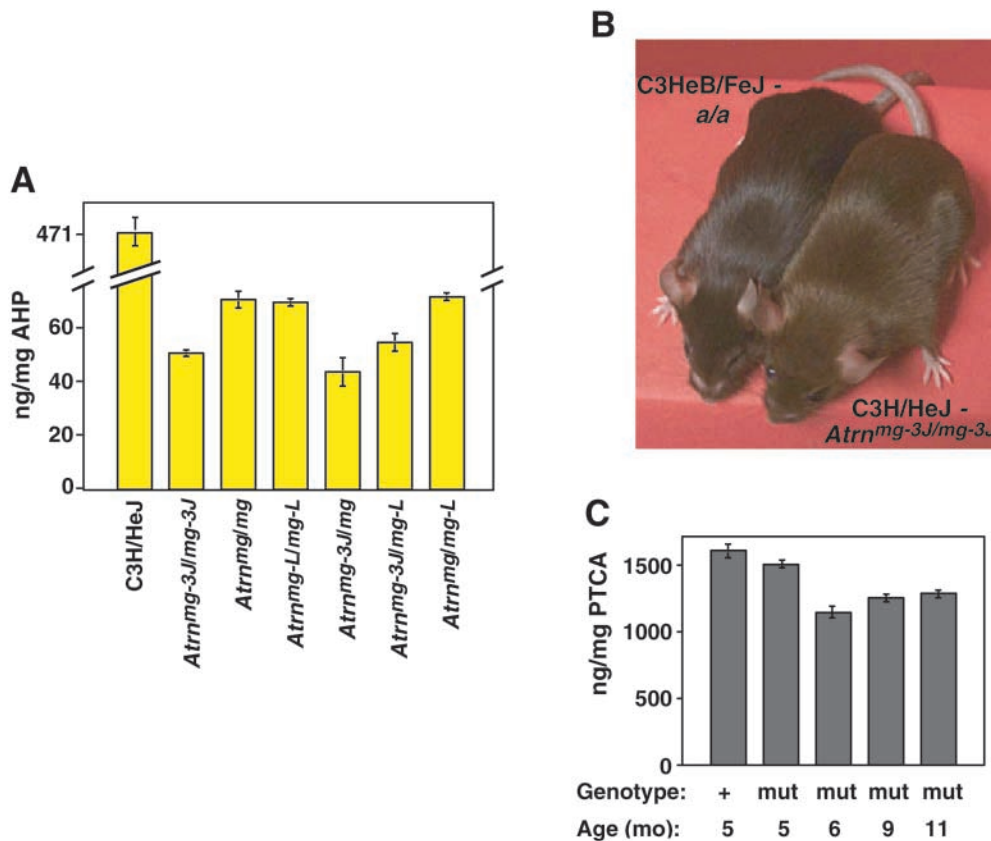 A
ng/mg AHP
471
60
40
20
0
C3H/HeJ
Atrnmg-3J/mg-3J
Atrnmg/mg
Atrnmg-L/mg-L
Atrnmg-3J/mg
Atrnmg-3J/mg-L
Atrnmg/mg-L
B
C3HeB/FeJ -
a/a
C3H/HeJ -
Atrnmg-3J/mg-3J
C
ng/mg PTCA
1500
1000
500
0
Genotype: + mut mut mut mut
Age (mo): 5 5 6 9 11